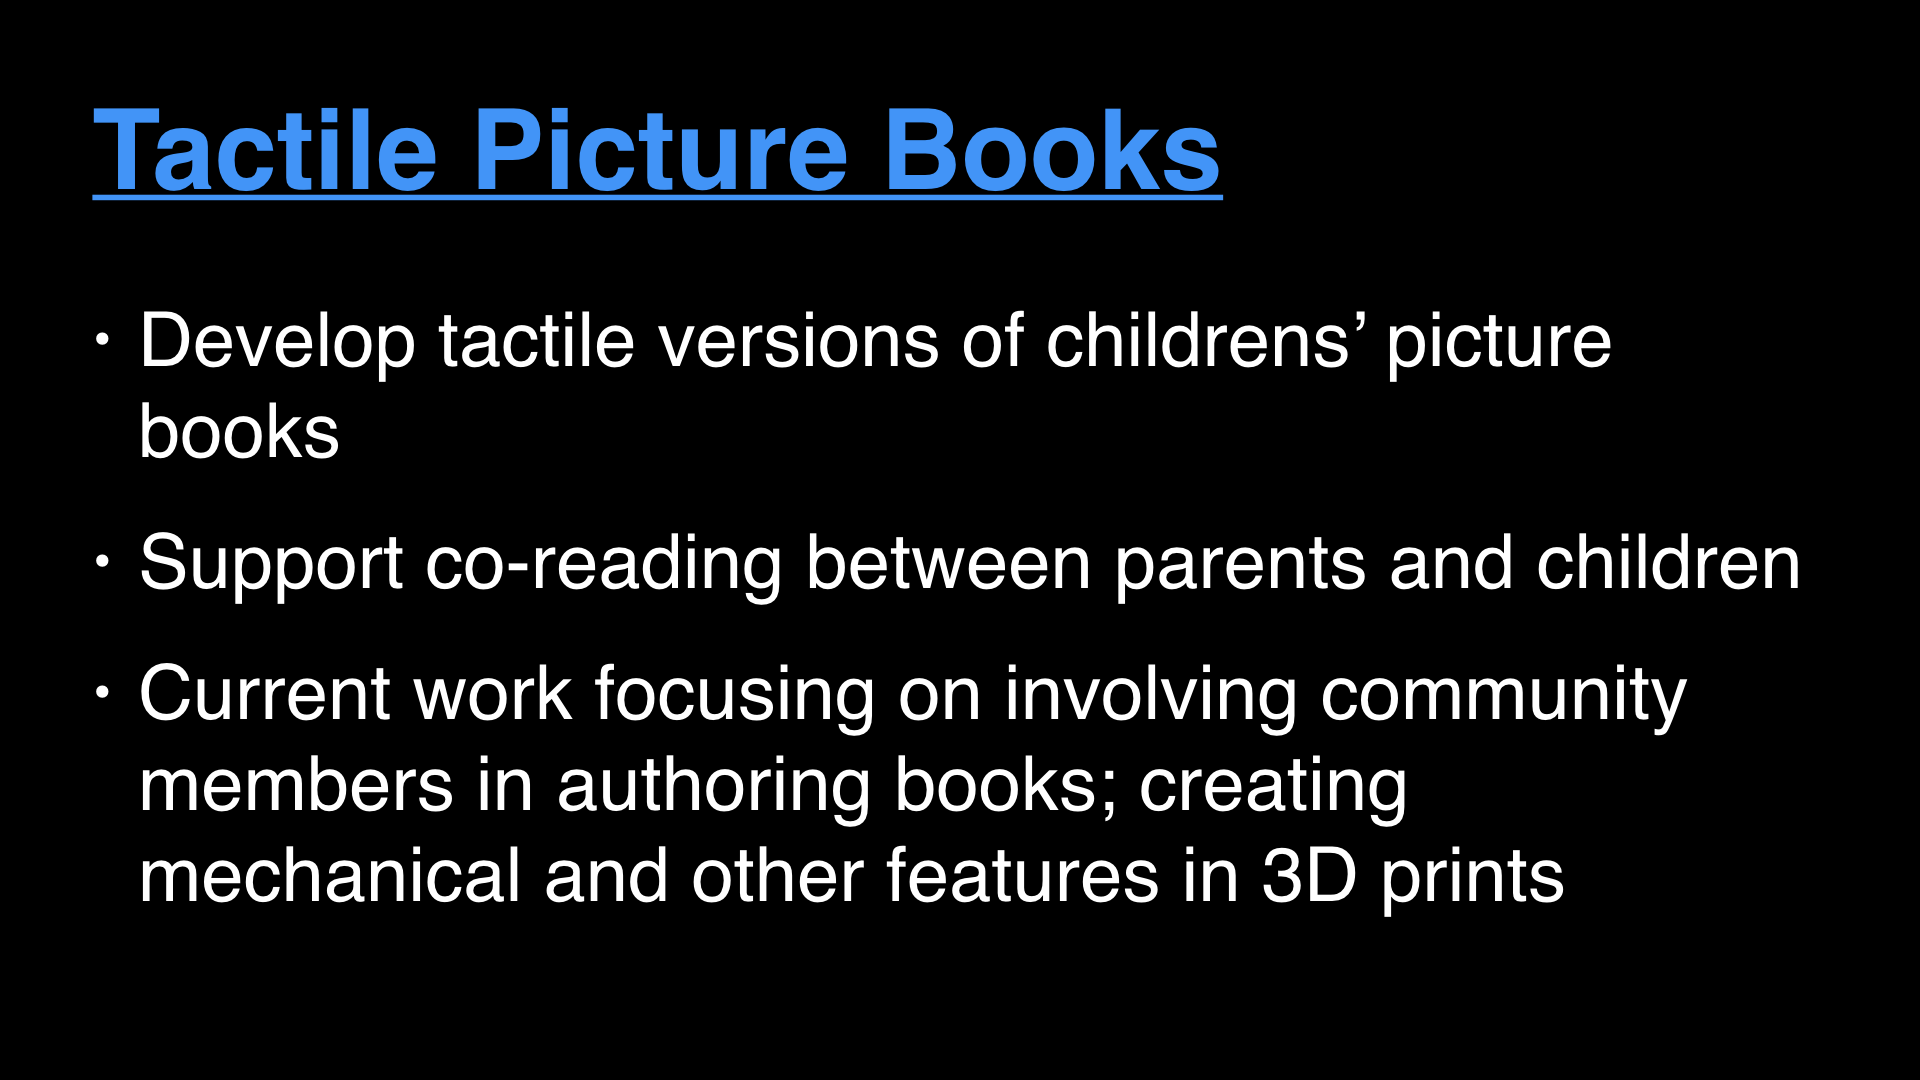 Tactile Picture Books
• Develop tactile versions of childrens’ picture
books
• Support co-reading between parents and children
• Current work focusing on involving community
members in authoring books; creating
mechanical and other features in 3D prints